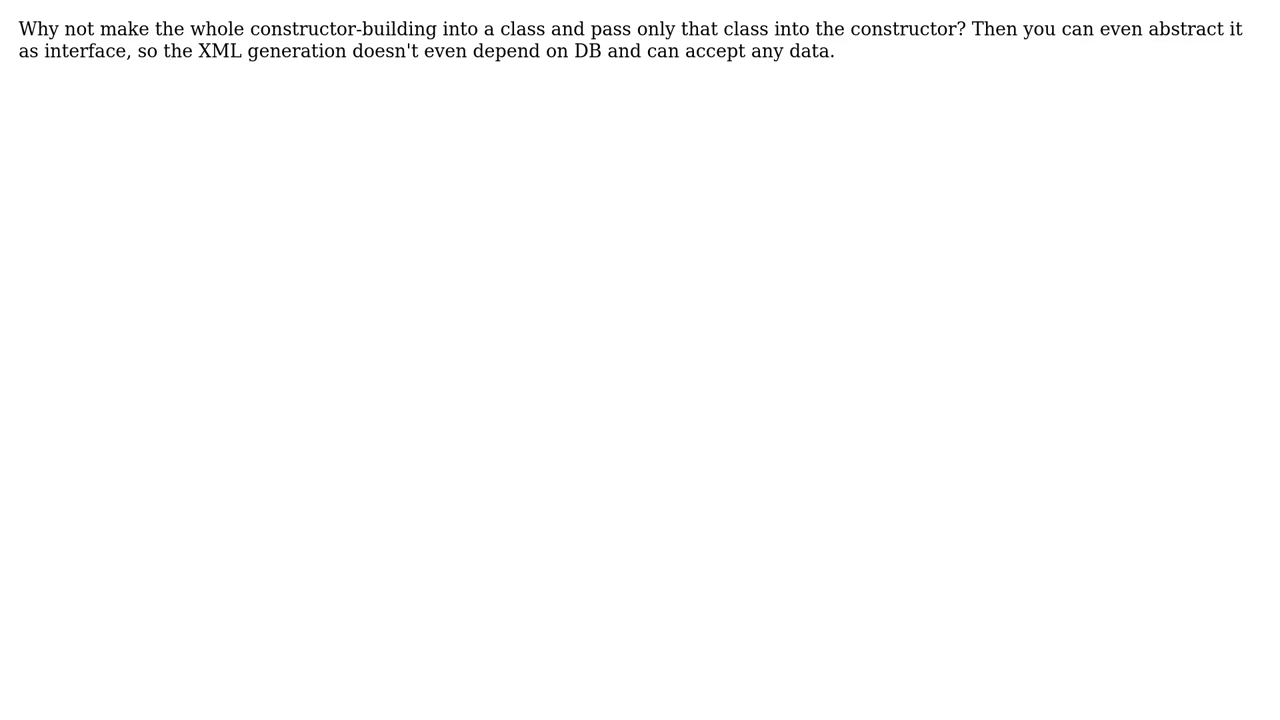 Why not make the whole constructor-building into a class and pass only that class into the constructor? Then you can even abstract it
as interface, so the XML generation doesn't even depend on DB and can accept any data.